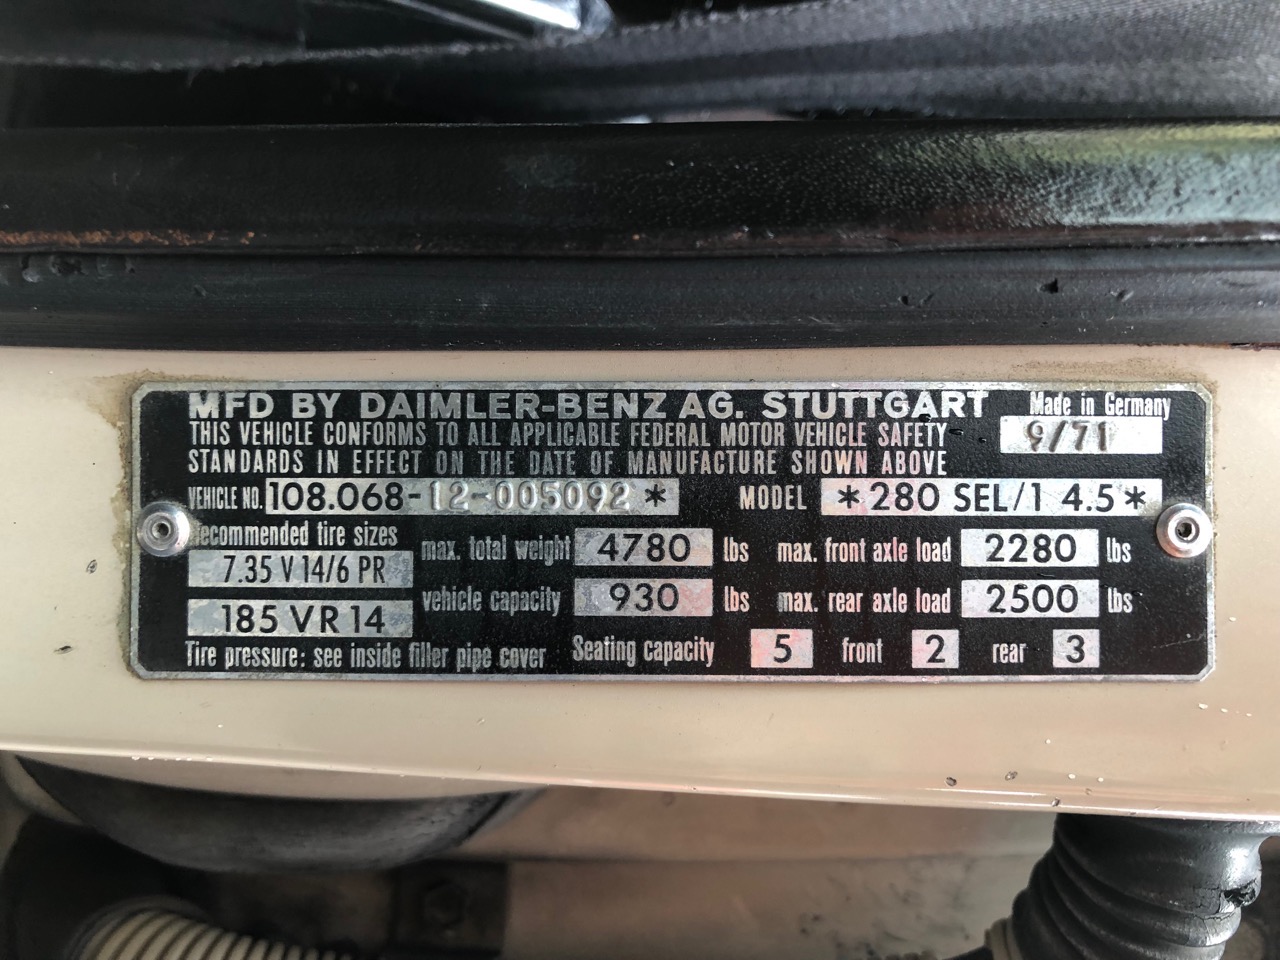 MFD BY DAIMLER-BENZ AG. STUTTGART Made in Germany
THIS VEHICLE CONFORMS TO ALL APPLICABLE FEDERAL MOTOR VEHICLE SAFETY 9/71
STANDARDS IN EFFECT ON THE DATE OF MANUFACTURE SHOWN ABOVE
VEHICLE NO. 108.068-12-005092 * MODEL *280 SEL/1 4.5*
Recommended tire sizes max. total weight 4780 lbs max. front axle load 2280 lbs
7.35 V 14/6 PR
185 VR 14 vehicle capacity 930 lbs max. rear axle load 2500 lbs
Tire pressure: see inside filler pipe cover Seating capacity 5 front 2 rear 3